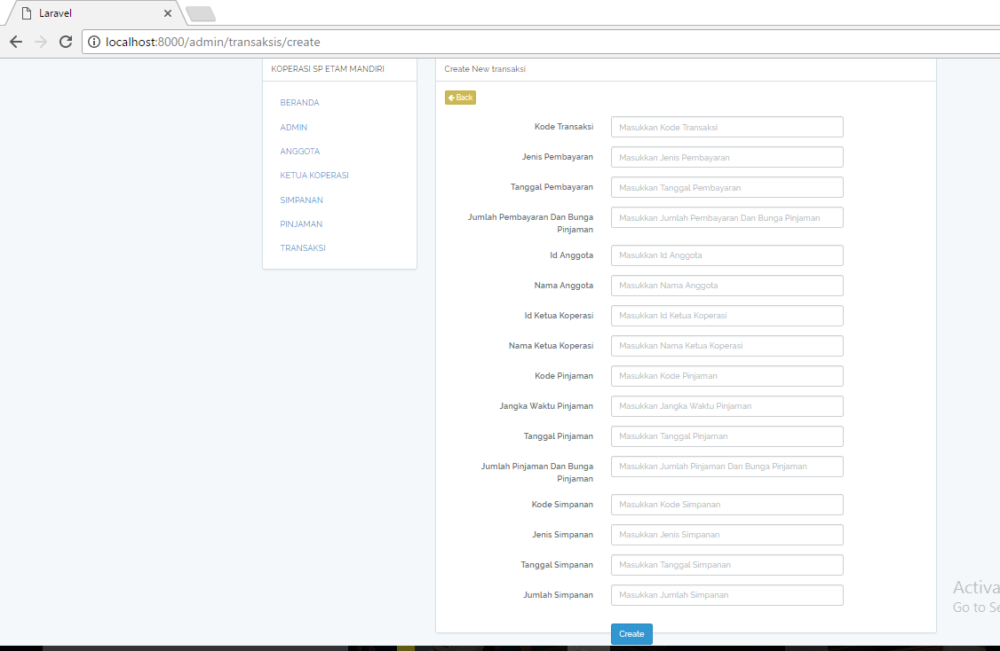 Laravel
localhost:8000/admin/transaksis/create
KOPERASI SP ETAM MANDIRI
BERANDA
ADMIN
ANGGOTA
KETUA KOPERASI
SIMPANAN
PINJAMAN
TRANSAKSI
Create New transaksi
Back
Kode Transaksi
Masukkan Kode Transaksi
Jenis Pembayaran
Masukkan Jenis Pembayaran
Tanggal Pembayaran
Masukkan Tanggal Pembayaran
Jumlah Pembayaran Dan Bunga
Pinjaman
Masukkan Jumlah Pembayaran Dan Bunga Pinjaman
Id Anggota
Masukkan Id Anggota
Nama Anggota
Masukkan Nama Anggota
Id Ketua Koperasi
Masukkan Id Ketua Koperasi
Nama Ketua Koperasi
Masukkan Nama Ketua Koperasi
Kode Pinjaman
Masukkan Kode Pinjaman
Jangka Waktu Pinjaman
Masukkan Jangka Waktu Pinjaman
Tanggal Pinjaman
Masukkan Tanggal Pinjaman
Jumlah Pinjaman Dan Bunga
Pinjaman
Masukkan Jumlah Pinjaman Dan Bunga Pinjaman
Kode Simpanan
Masukkan Kode Simpanan
Jenis Simpanan
Masukkan Jenis Simpanan
Tanggal Simpanan
Masukkan Tanggal Simpanan
Jumlah Simpanan
Masukkan Jumlah Simpanan
Create
Activa
Go to Se